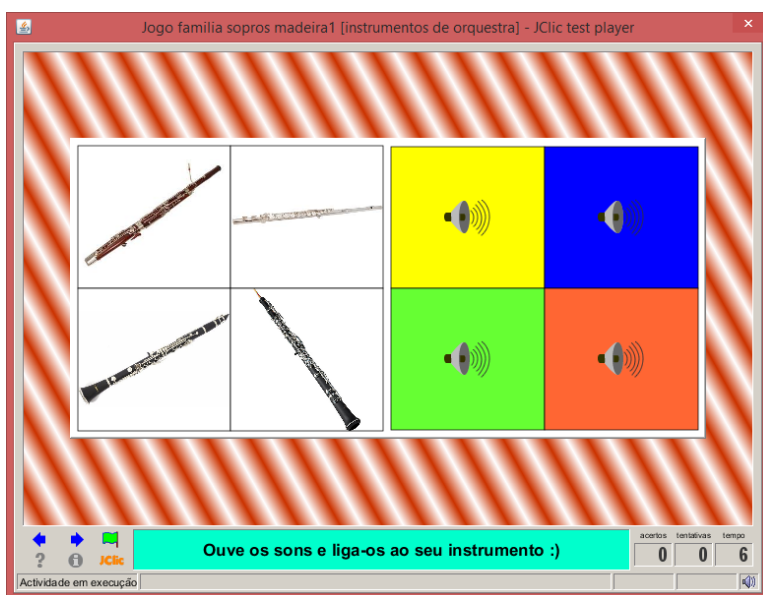 Jogo familia sopros madeira1 [instrumentos de orquestra] - JClic test player
Ouve os sons e liga-os ao seu instrumento :)
acertos tentativas tempo
0 0 6
? i JClic
Actividade em execução